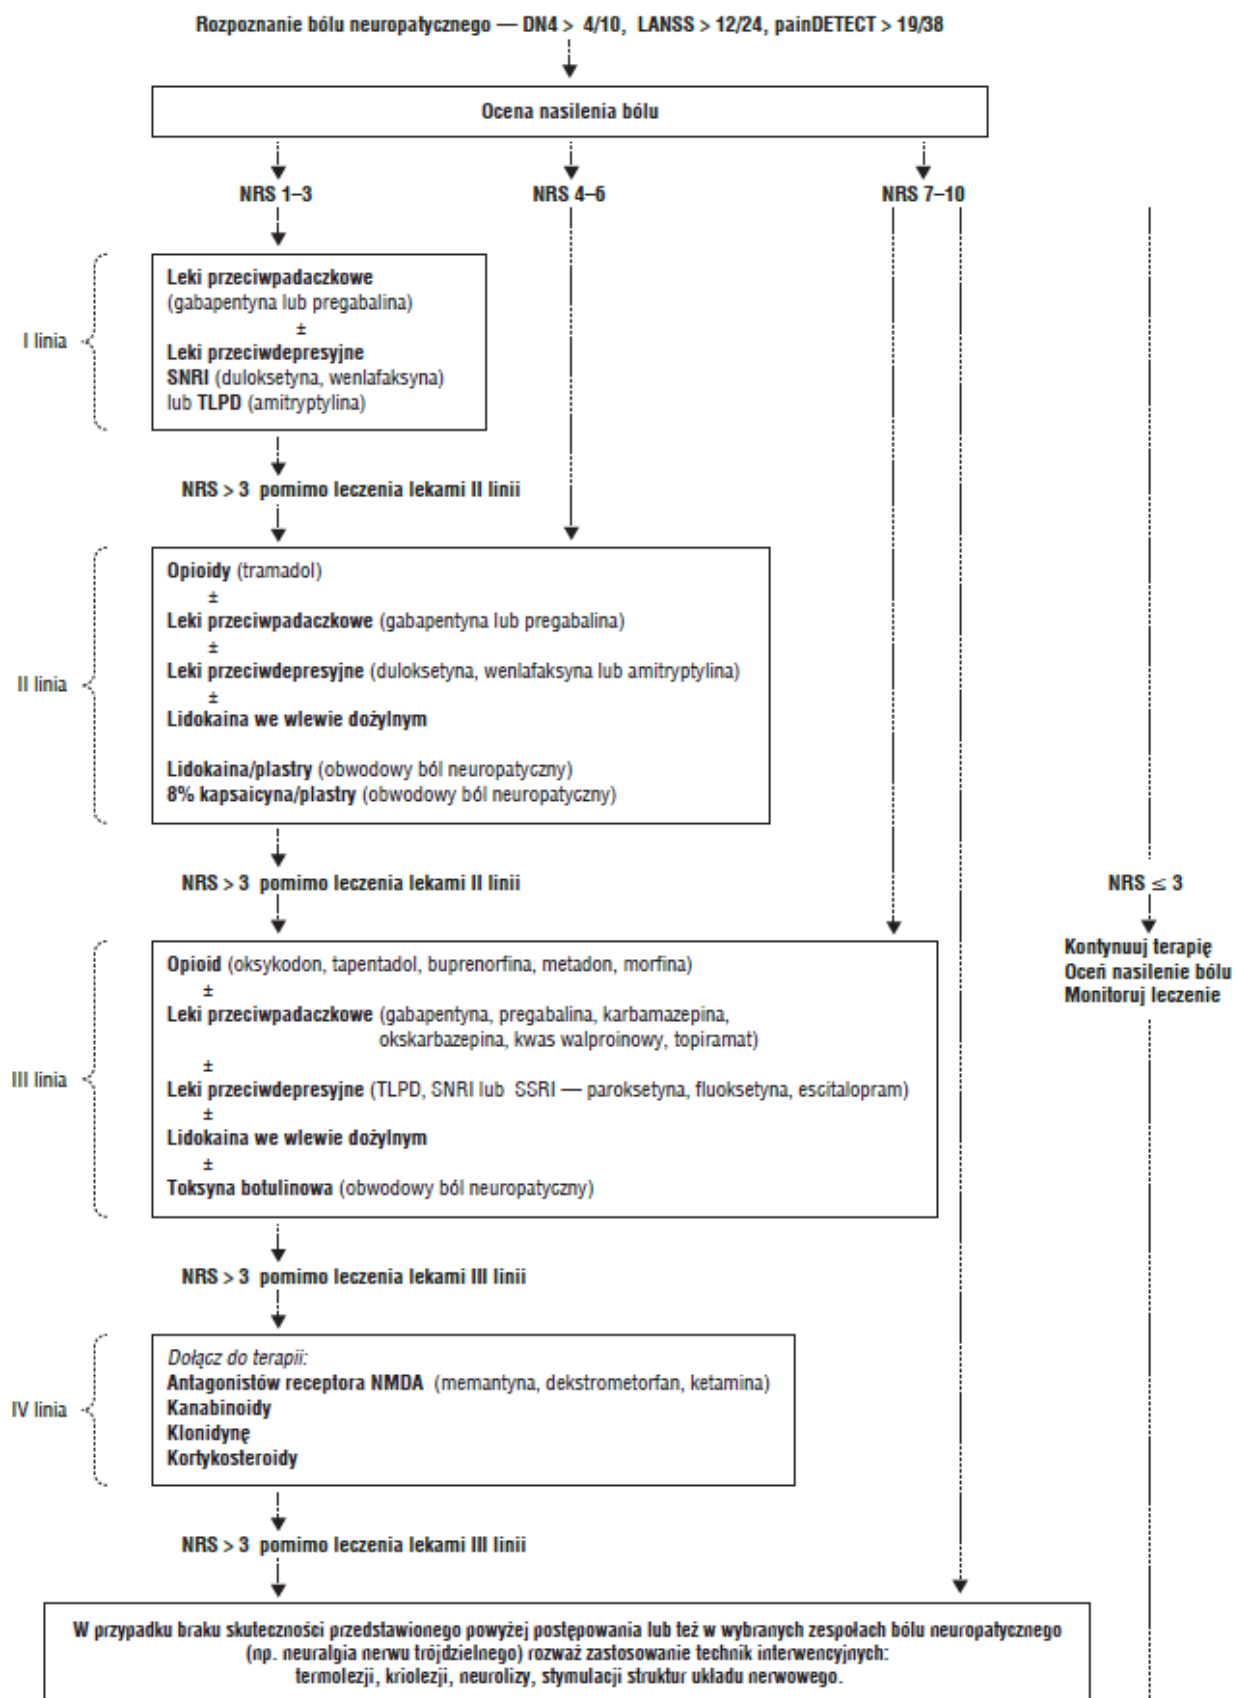 Rozpoznanie bólu neuropatycznego — DN4 > 4/10, LANSS > 12/24, painDETECT > 19/38
Ocena nasilenia bólu
NRS 1–3
NRS 4–6
NRS 7–10
I linia
Leki przeciwpadaczkowe
(gabapentyna lub pregabalina)
±
Leki przeciwdepresyjne
SNRI (duloksetyna, wenlafaksyna)
lub TLPD (amitryptylina)
NRS > 3 pomimo leczenia lekami II linii
II linia
Opioidy (tramadol)
±
Leki przeciwpadaczkowe (gabapentyna lub pregabalina)
±
Leki przeciwdepresyjne (duloksetyna, wenlafaksyna lub amitryptylina)
±
Lidokaina we wlewie dożylnym
Lidokaina/plastry (obwodowy ból neuropatyczny)
8% kapsaicyna/plastry (obwodowy ból neuropatyczny)
NRS > 3 pomimo leczenia lekami II linii
III linia
Opioid (oksykodon, tapentadol, buprenorfina, metadon, morfina)
±
Leki przeciwpadaczkowe (gabapentyna, pregabalina, karbamazepina,
okskarbazepina, kwas walproinowy, topiramat)
±
Leki przeciwdepresyjne (TLPD, SNRI lub SSRI — paroksetyna, fluoksetyna, escitalopram)
±
Lidokaina we wlewie dożylnym
±
Toksyna botulinowa (obwodowy ból neuropatyczny)
NRS ≤ 3
Kontynuuj terapię
Oceń nasilenie bólu
Monitoruj leczenie
NRS > 3 pomimo leczenia lekami III linii
IV linia
Dołącz do terapii:
Antagonistów receptora NMDA (memantyna, dekstrometorfan, ketamina)
Kanabinoidy
Klonidynę
Kortykosteroidy
NRS > 3 pomimo leczenia lekami III linii
W przypadku braku skuteczności przedstawionego powyżej postępowania lub też w wybranych zespołach bólu neuropatycznego
(np. neuralgia nerwu trójdzielnego) rozważ zastosowanie technik interwencyjnych:
termolezji, kriolezji, neurolizy, stymulacji struktur układu nerwowego.